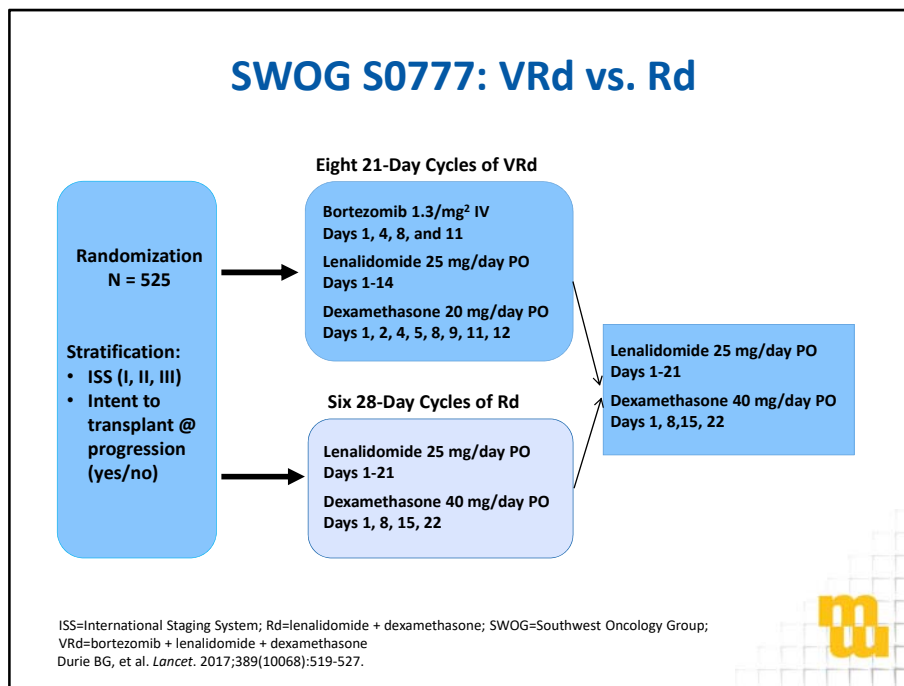 SWOG S0777: VRd vs. Rd
Randomization
N = 525
Stratification:
• ISS (I, II, III)
• Intent to
transplant @
progression
(yes/no)
Eight 21-Day Cycles of VRd
Bortezomib 1.3/mg² IV
Days 1, 4, 8, and 11
Lenalidomide 25 mg/day PO
Days 1-14
Dexamethasone 20 mg/day PO
Days 1, 2, 4, 5, 8, 9, 11, 12
Six 28-Day Cycles of Rd
Lenalidomide 25 mg/day PO
Days 1-21
Dexamethasone 40 mg/day PO
Days 1, 8, 15, 22
Lenalidomide 25 mg/day PO
Days 1-21
Dexamethasone 40 mg/day PO
Days 1, 8,15, 22
ISS=International Staging System; Rd=lenalidomide + dexamethasone; SWOG=Southwest Oncology Group;
VRd=bortezomib + lenalidomide + dexamethasone
Durie BG, et al. Lancet. 2017;389(10068):519-527.